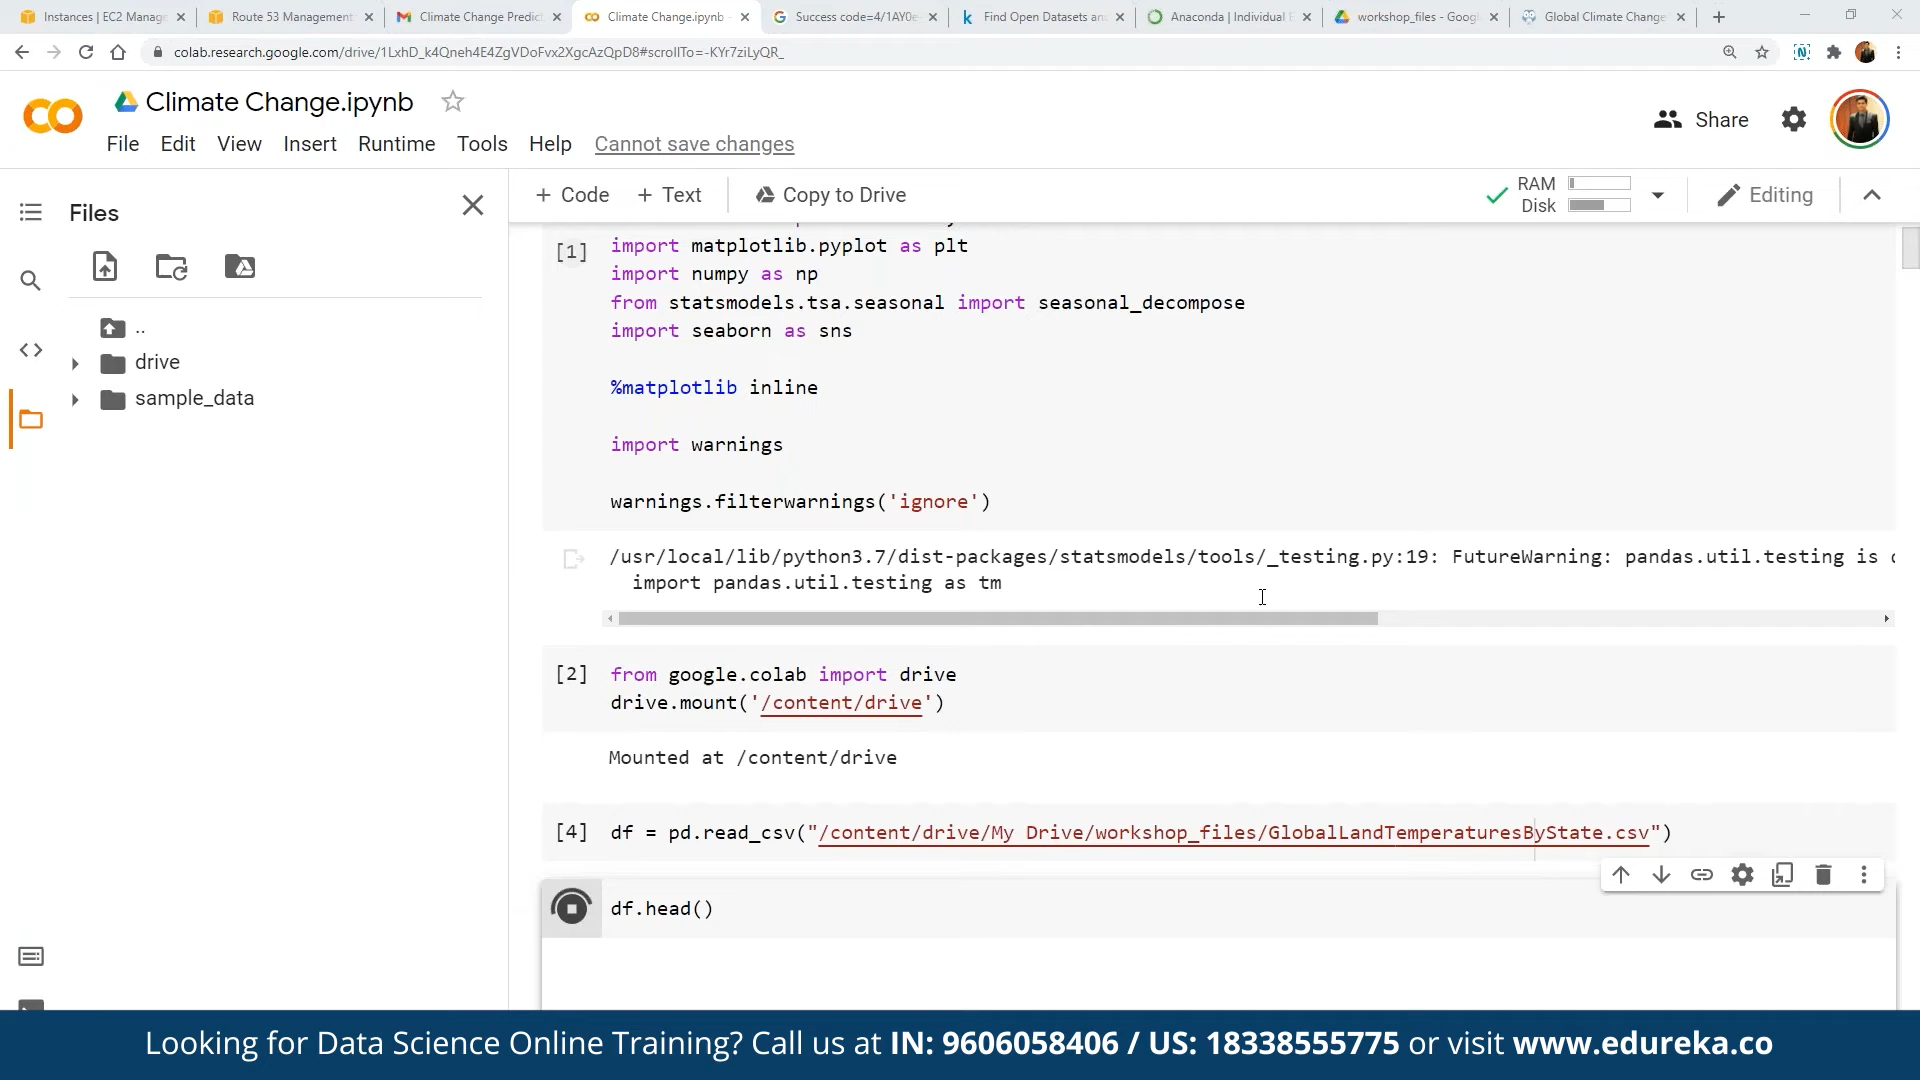 Instances | EC2 Manag
Route 53 Management
Climate Change Predic
Climate Change.ipynb -
Success code=4/1AY0e
Find Open Datasets an
Anaconda | Individual E
workshop_files - Googl
Global Climate Change
colab.research.google.com/drive/1LxhD_k4Qneh4E4ZgVDoFvx2XgcAzQpD8#scrollTo=-KYr7ziLyQR_
Climate Change.ipynb
File Edit View Insert Runtime Tools Help Cannot save changes
Share
Files
+ Code + Text Copy to Drive
RAM
Disk
Editing
..
drive
sample_data
[1] import matplotlib.pyplot as plt
import numpy as np
from statsmodels.tsa.seasonal import seasonal_decompose
import seaborn as sns
%matplotlib inline
import warnings
warnings.filterwarnings('ignore')
/usr/local/lib/python3.7/dist-packages/statsmodels/tools/_testing.py:19: FutureWarning: pandas.util.testing is
import pandas.util.testing as tm
[2] from google.colab import drive
drive.mount('/content/drive')
Mounted at /content/drive
[4] df = pd.read_csv("/content/drive/My Drive/workshop_files/GlobalLandTemperaturesByState.csv")
df.head()
Looking for Data Science Online Training? Call us at IN: 9606058406 / US: 18338555775 or visit www.edureka.co